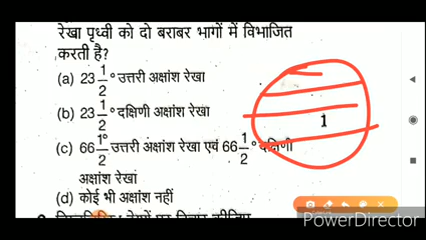 रेखा पृथ्वी को दो बराबर भागों में विभाजित
करती है?
(a) 23 1/2° उत्तरी अक्षांश रेखा
(b) 23 1/2° दक्षिणी अक्षांश रेखा
1
(c) 66 1°/2 उत्तरी अक्षांश रेखा एवं 66 1/2° दक्षिणी
अक्षांश रेखां
(d) कोई भी अक्षांश नहीं
PowerDirector